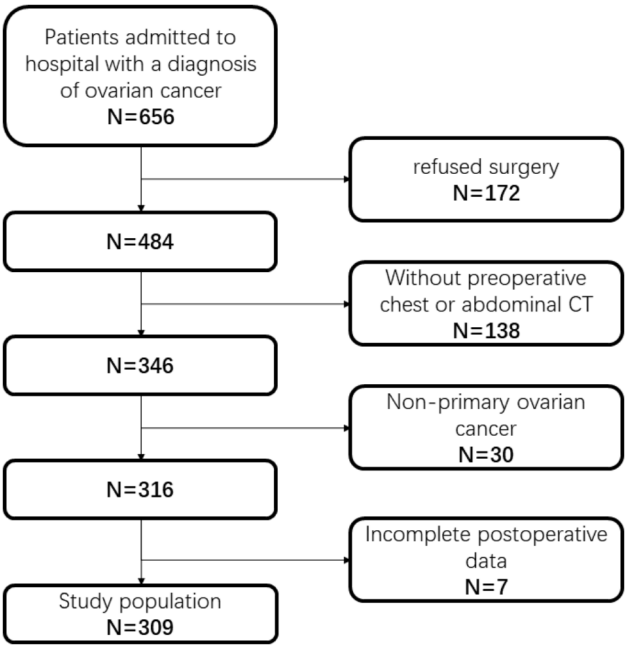 Patients admitted to
hospital with a diagnosis
of ovarian cancer
N=656
refused surgery
N=172
N=484
Without preoperative
chest or abdominal CT
N=138
N=346
Non-primary ovarian
cancer
N=30
N=316
Incomplete postoperative
data
N=7
Study population
N=309